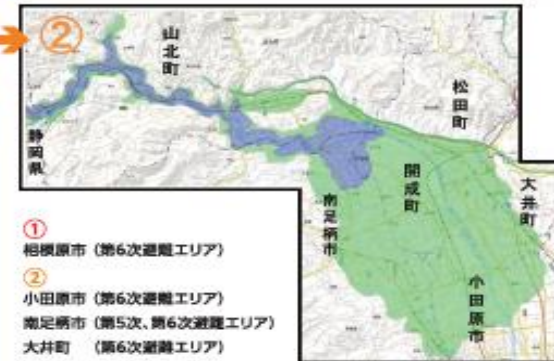 ②
山北町
松田町
静岡県
開成町
大井町
南足柄市
小田原市
①
相模原市（第6次避難エリア）
②
小田原市（第6次避難エリア）
南足柄市（第5次、第6次避難エリア）
大井町　（第6次避難エリア）